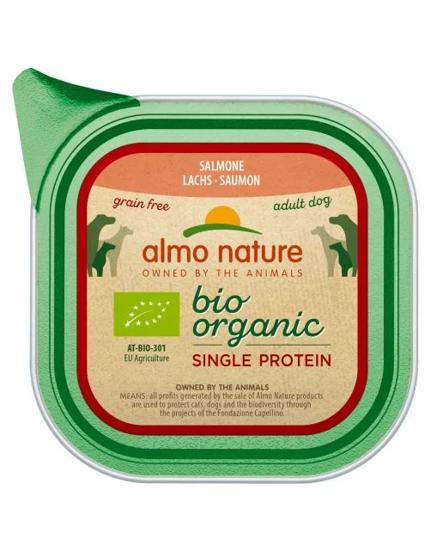 SALMONE
LACHS - SAUMON
grain free
adult dog
almo nature
OWNED BY THE ANIMALS
bio
organic
AT-BIO-301
EU Agriculture
SINGLE PROTEIN
OWNED BY THE ANIMALS
MEANS: all profits generated by the sale of Almo Nature products
are used to protect cats, dogs and the biodiversity through
the projects of the Fondazione Capellino.